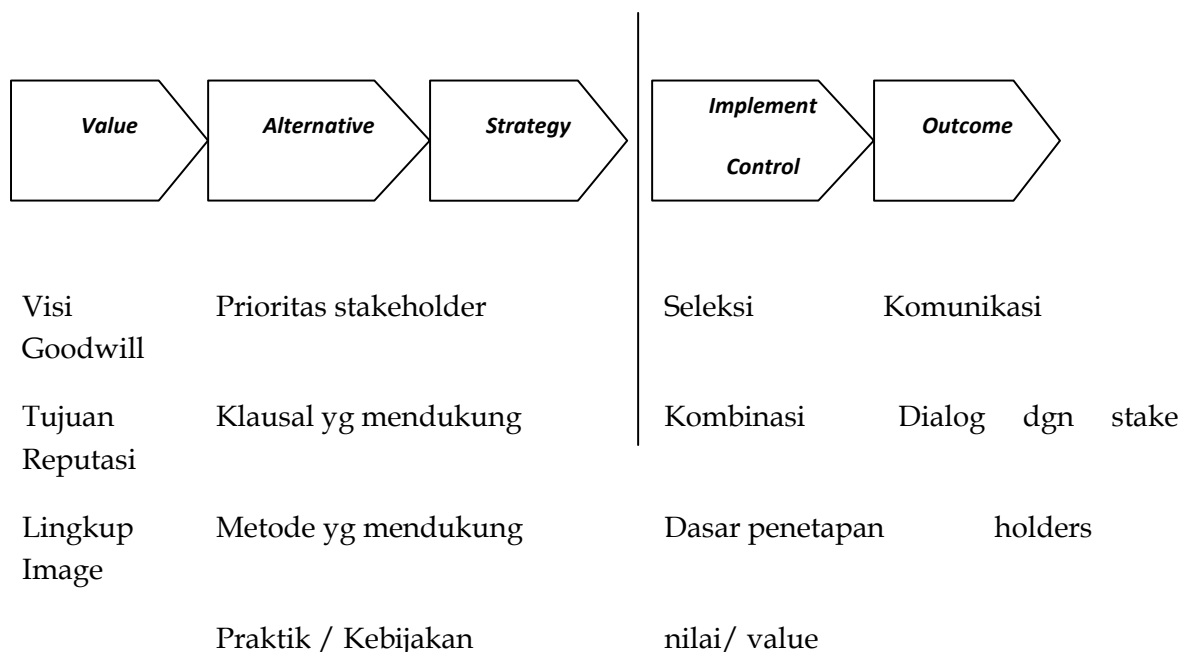 Value Alternative Strategy Implement Control Outcome
Visi Prioritas stakeholder Seleksi Komunikasi
Goodwill
Tujuan Klausal yg mendukung Kombinasi Dialog dgn stake
Reputasi
Lingkup Metode yg mendukung Dasar penetapan holders
Image
Praktik / Kebijakan nilai/ value